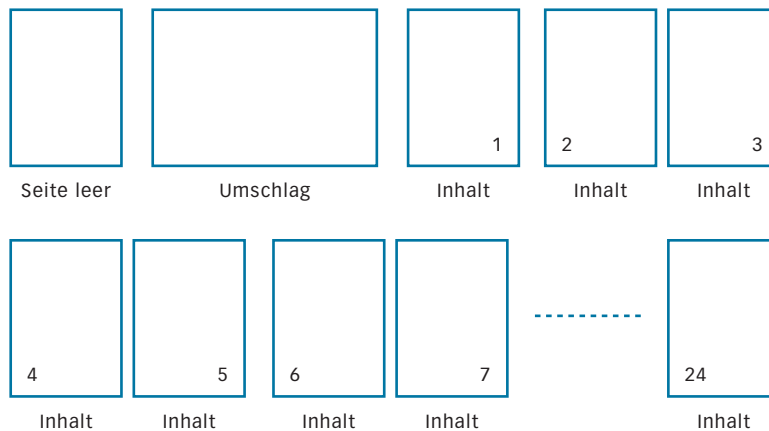 1 2 3
Seite leer Umschlag Inhalt Inhalt Inhalt
4 5 6 7 24
Inhalt Inhalt Inhalt Inhalt Inhalt